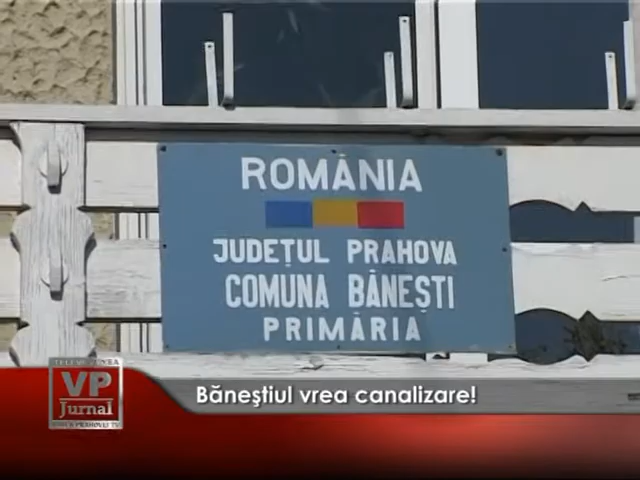 ROMÂNIA
JUDEȚUL PRAHOVA
COMUNA BĂNEȘTI
PRIMĂRIA
Băneştiul vrea canalizare!
VP
Jurnal